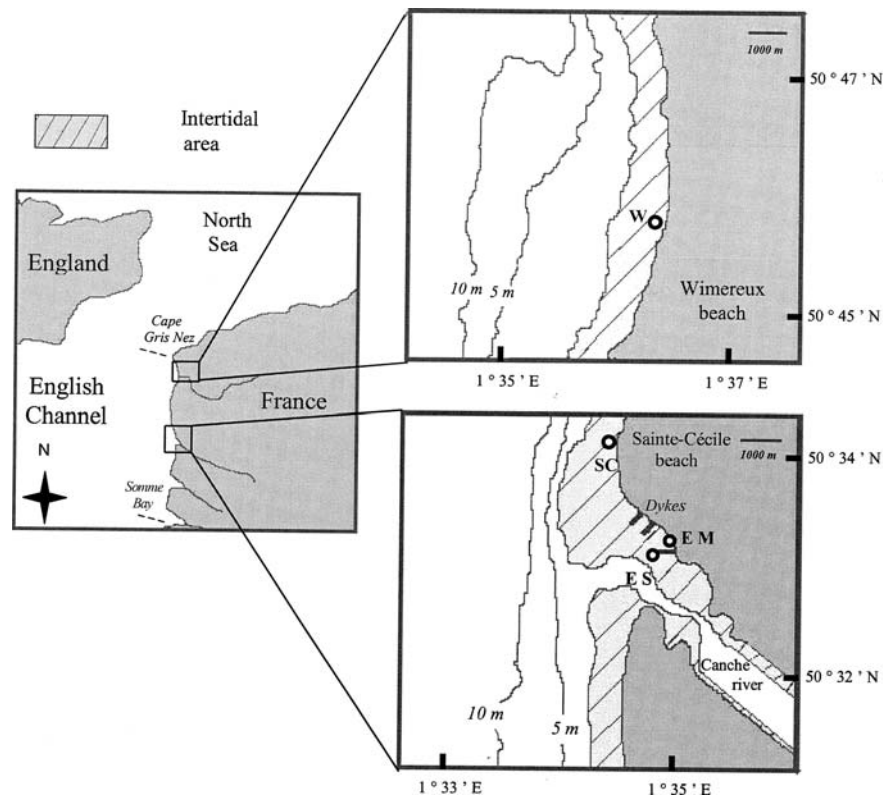 Intertidal
area
North
Sea
England
Cape
Gris Nez
English
Channel
France
N
Somme
Bay
1000 m
50 ° 47 ' N
W
10 m
5 m
Wimereux
beach
50 ° 45 ' N
1 ° 35 ' E
1 ° 37 ' E
Sainte-Cécile
beach
1000 m
50 ° 34 ' N
SC
Dykes
E M
E S
Canche
river
50 ° 32 ' N
10 m
5 m
1 ° 33 ' E
1 ° 35 ' E